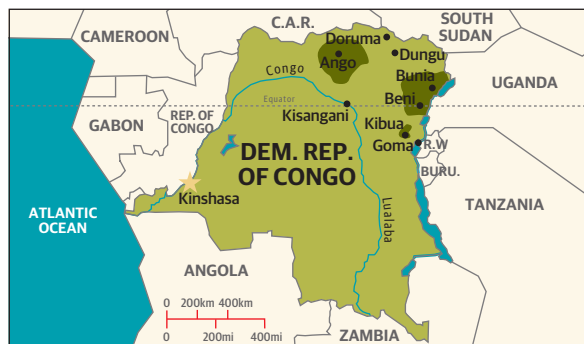 C.A.R.
SOUTH
SUDAN
CAMEROON
Doruma
Dungu
Ango
Congo
Bunia
UGANDA
Equator
Beni
Kisangani
REP. OF
CONGO
GABON
Kibua
Goma
R.W
DEM. REP.
OF CONGO
BURU.
Kinshasa
TANZANIA
Lualaba
ATLANTIC
OCEAN
ANGOLA
0 200km 400km
0 200mi 400mi
ZAMBIA